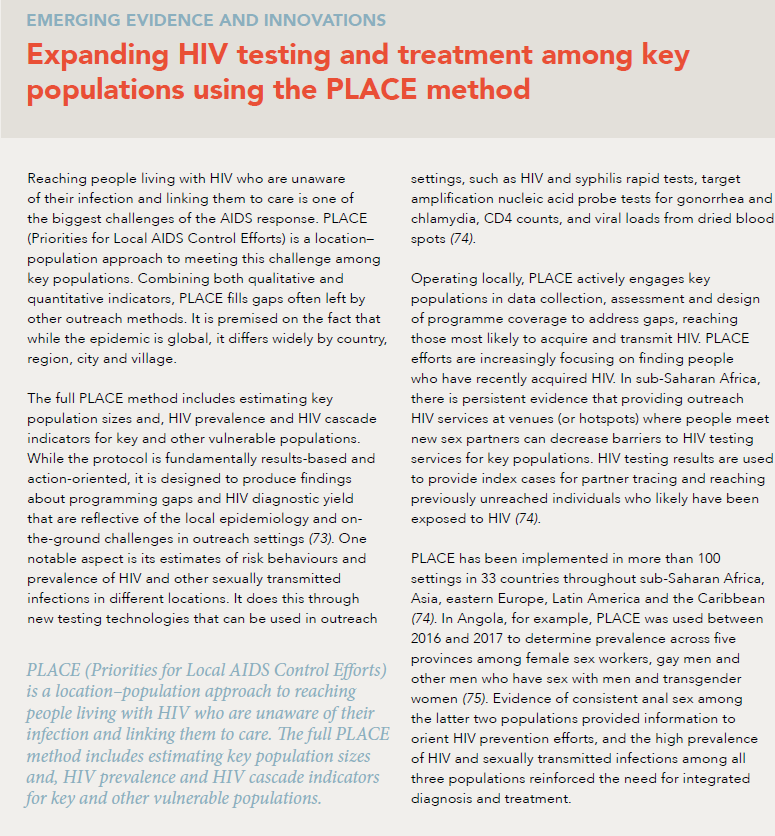 EMERGING EVIDENCE AND INNOVATIONS
Expanding HIV testing and treatment among key
populations using the PLACE method
Reaching people living with HIV who are unaware
of their infection and linking them to care is one of
the biggest challenges of the AIDS response. PLACE
(Priorities for Local AIDS Control Efforts) is a location–
population approach to meeting this challenge among
key populations. Combining both qualitative and
quantitative indicators, PLACE fills gaps often left by
other outreach methods. It is premised on the fact that
while the epidemic is global, it differs widely by country,
region, city and village.
The full PLACE method includes estimating key
population sizes and, HIV prevalence and HIV cascade
indicators for key and other vulnerable populations.
While the protocol is fundamentally results-based and
action-oriented, it is designed to produce findings
about programming gaps and HIV diagnostic yield
that are reflective of the local epidemiology and on-
the-ground challenges in outreach settings (73). One
notable aspect is its estimates of risk behaviours and
prevalence of HIV and other sexually transmitted
infections in different locations. It does this through
new testing technologies that can be used in outreach
PLACE (Priorities for Local AIDS Control Efforts)
is a location–population approach to reaching
people living with HIV who are unaware of their
infection and linking them to care. The full PLACE
method includes estimating key population sizes
and, HIV prevalence and HIV cascade indicators
for key and other vulnerable populations.
settings, such as HIV and syphilis rapid tests, target
amplification nucleic acid probe tests for gonorrhea and
chlamydia, CD4 counts, and viral loads from dried blood
spots (74).
Operating locally, PLACE actively engages key
populations in data collection, assessment and design
of programme coverage to address gaps, reaching
those most likely to acquire and transmit HIV. PLACE
efforts are increasingly focusing on finding people
who have recently acquired HIV. In sub-Saharan Africa,
there is persistent evidence that providing outreach
HIV services at venues (or hotspots) where people meet
new sex partners can decrease barriers to HIV testing
services for key populations. HIV testing results are used
to provide index cases for partner tracing and reaching
previously unreached individuals who likely have been
exposed to HIV (74).
PLACE has been implemented in more than 100
settings in 33 countries throughout sub-Saharan Africa,
Asia, eastern Europe, Latin America and the Caribbean
(74). In Angola, for example, PLACE was used between
2016 and 2017 to determine prevalence across five
provinces among female sex workers, gay men and
other men who have sex with men and transgender
women (75). Evidence of consistent anal sex among
the latter two populations provided information to
orient HIV prevention efforts, and the high prevalence
of HIV and sexually transmitted infections among all
three populations reinforced the need for integrated
diagnosis and treatment.